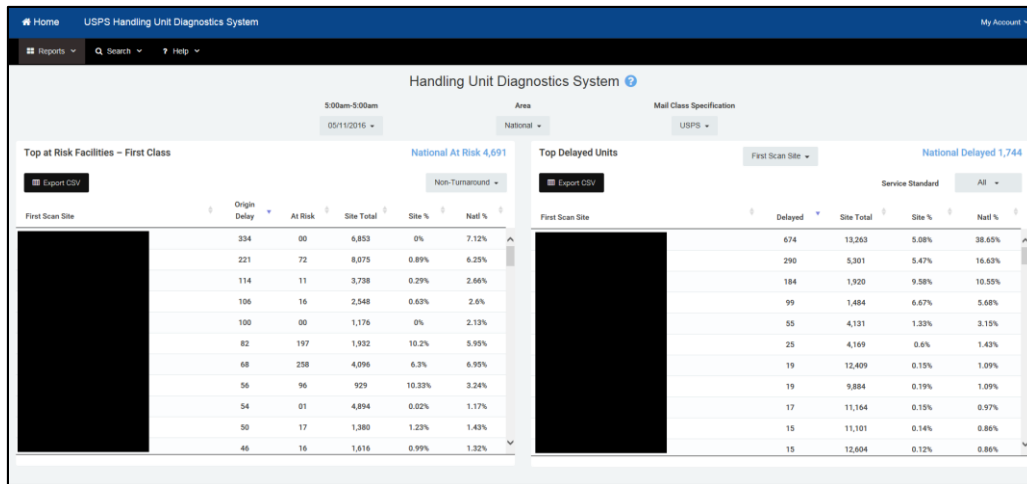 Home USPS Handling Unit Diagnostics System My Account
Reports Search ? Help
Handling Unit Diagnostics System ?
5:00am-5:00am Area Mail Class Specification
05/11/2016 National USPS
Top at Risk Facilities – First Class National At Risk 4,691
Export CSV Non-Turnaround
First Scan Site Origin Delay At Risk Site Total Site % Natl %
334 00 6,853 0% 7.12%
221 72 8,075 0.89% 6.25%
114 11 3,738 0.29% 2.66%
106 16 2,548 0.63% 2.6%
100 00 1,176 0% 2.13%
82 197 1,932 10.2% 5.95%
68 258 4,096 6.3% 6.95%
56 96 929 10.33% 3.24%
54 01 4,894 0.02% 1.17%
50 17 1,380 1.23% 1.43%
46 16 1,616 0.99% 1.32%
Top Delayed Units First Scan Site National Delayed 1,744
Export CSV Service Standard All
First Scan Site Delayed Site Total Site % Natl %
674 13,263 5.08% 38.65%
290 5,301 5.47% 16.63%
184 1,920 9.58% 10.55%
99 1,484 6.67% 5.68%
55 4,131 1.33% 3.15%
25 4,169 0.6% 1.43%
19 12,409 0.15% 1.09%
19 9,884 0.19% 1.09%
17 11,164 0.15% 0.97%
15 11,101 0.14% 0.86%
15 12,604 0.12% 0.86%